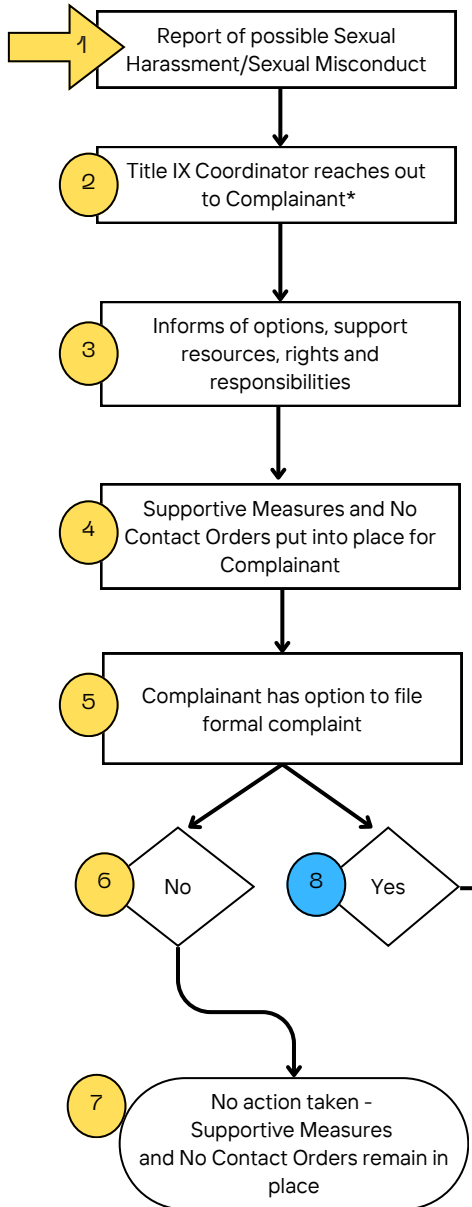 1
Report of possible Sexual
Harassment/Sexual Misconduct
2
Title IX Coordinator reaches out
to Complainant*
3
Informs of options, support
resources, rights and
responsibilities
4
Supportive Measures and No
Contact Orders put into place for
Complainant
5
Complainant has option to file
formal complaint
6
No
8
Yes
7
No action taken -
Supportive Measures
and No Contact Orders remain in
place